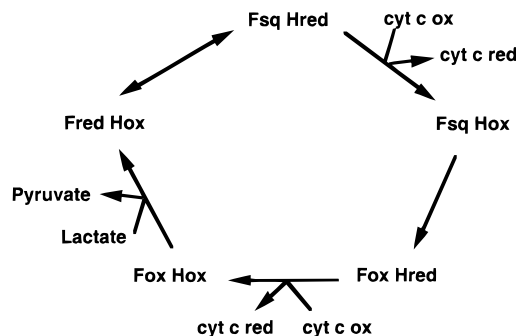 Fsq Hred
cyt c ox
cyt c red
Fred Hox
Fsq Hox
Pyruvate
Lactate
Fox Hox
Fox Hred
cyt c red
cyt c ox